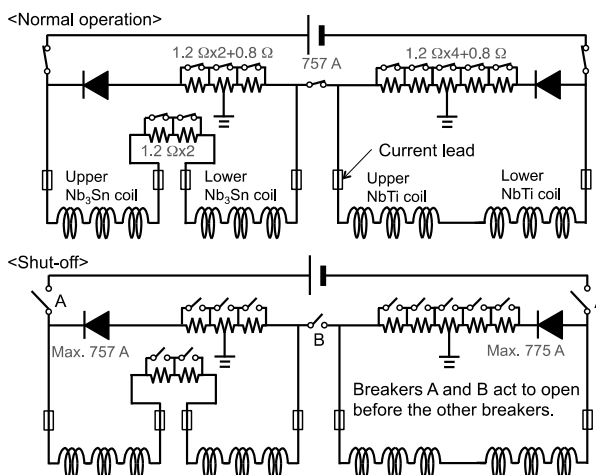 <Normal operation>
1.2 Ωx2+0.8 Ω
757 A
1.2 Ωx4+0.8 Ω
1.2 Ωx2
Current lead
Upper
Nb₃Sn coil
Lower
Nb₃Sn coil
Upper
NbTi coil
Lower
NbTi coil
<Shut-off>
A
B
Max. 757 A
Max. 775 A
Breakers A and B act to open
before the other breakers.